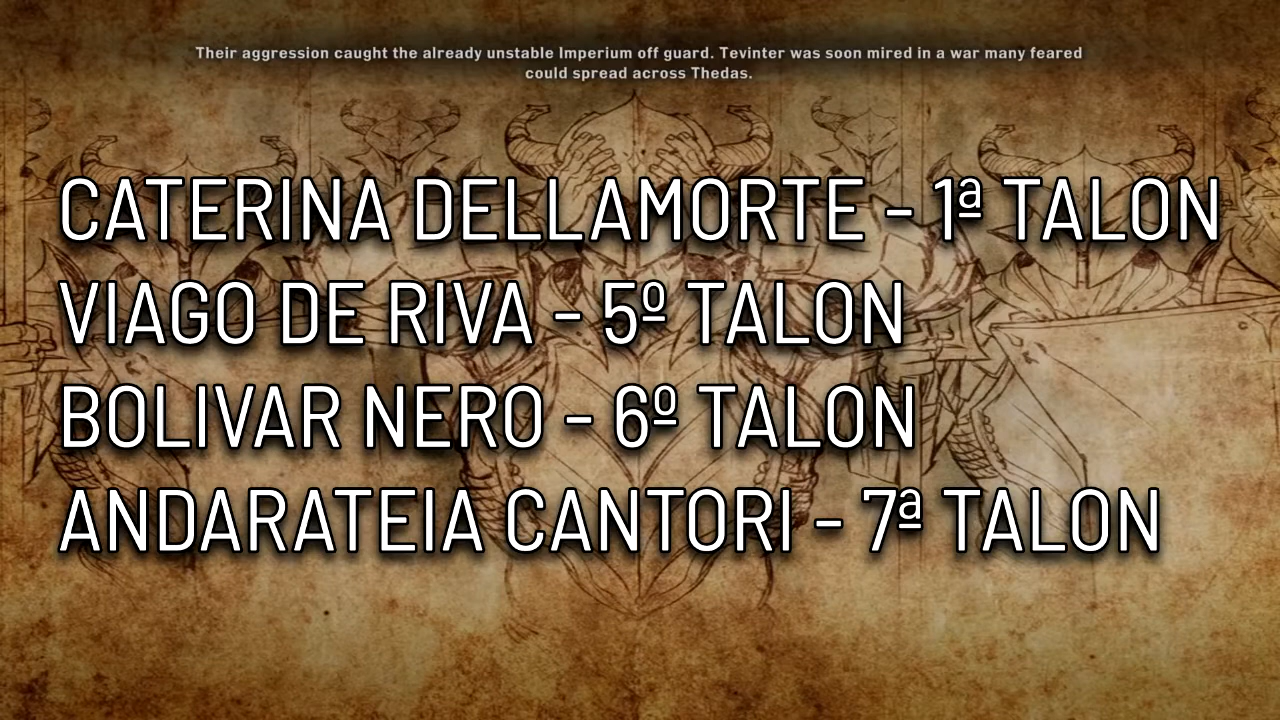 Their aggression caught the already unstable Imperium off guard. Tevinter was soon mired in a war many feared
could spread across Thedas.
CATERINA DELLAMORTE - 1ª TALON
VIAGO DE RIVA - 5º TALON
BOLIVAR NERO - 6º TALON
ANDARATEIA CANTORI - 7ª TALON